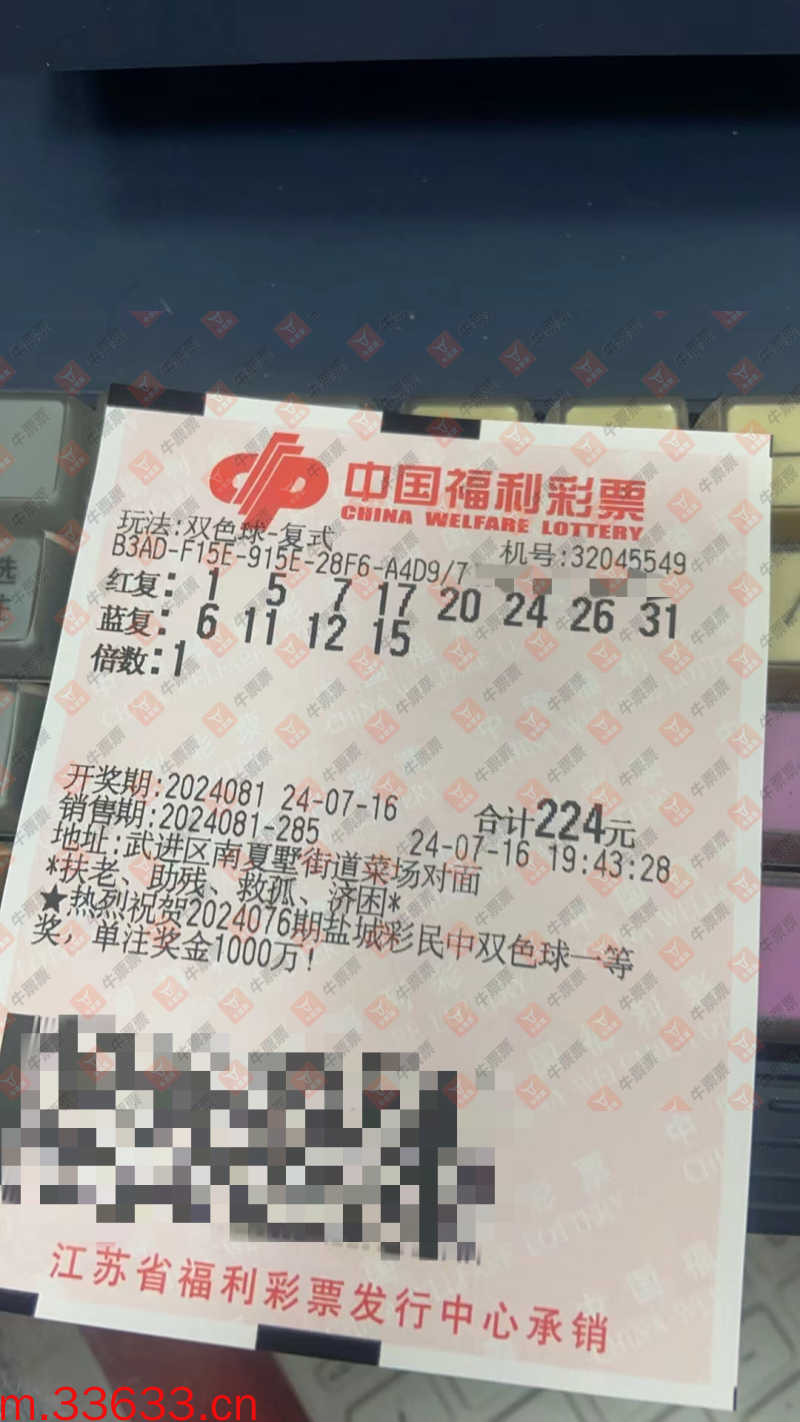 中国福利彩票
CHINA WELFARE LOTTERY
玩法:双色球-复式
机号:32045549
B3AD-F15E-915E-28F6-A4D9/7
红复: 1 5 7 17 20 24 26 31
蓝复: 6 11 12 15
倍数:1
开奖期:2024081 24-07-16
合计224元
销售期:2024081-285
24-07-16 19:43:28
地址:武进区南夏墅街道菜场对面
*扶老、助残、救孤、济困*
★热烈祝贺2024076期盐城彩民中双色球一等
奖，单注奖金1000万!
江苏省福利彩票发行中心承销
牛票票
m.33633.cn